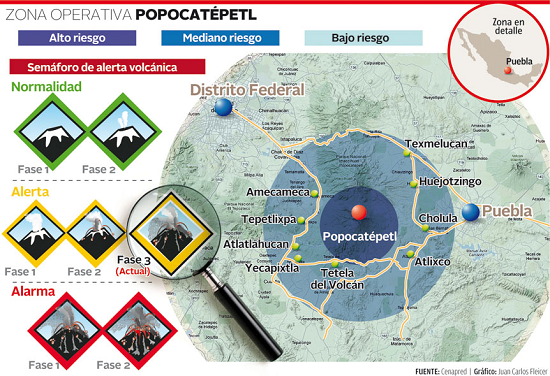 ZONA OPERATIVA POPOCATÉPETL
Alto riesgo
Mediano riesgo
Bajo riesgo
Zona en
detalle
Puebla
Semáforo de alerta volcánica
Normalidad
Fase 1
Fase 2
Alerta
Fase 1
Fase 2
Fase 3
(Actual)
Alarma
Fase 1
Fase 2
Distrito Federal
Texmelucan
Huejotzingo
Amecameca
Tepetlixpa
Cholula
Puebla
Popocatépetl
Atlatlahucan
Yecapixtla
Tetela
del Volcán
Atlixco
FUENTE: Cenapred | Gráfico: Juan Carlos Fleicer